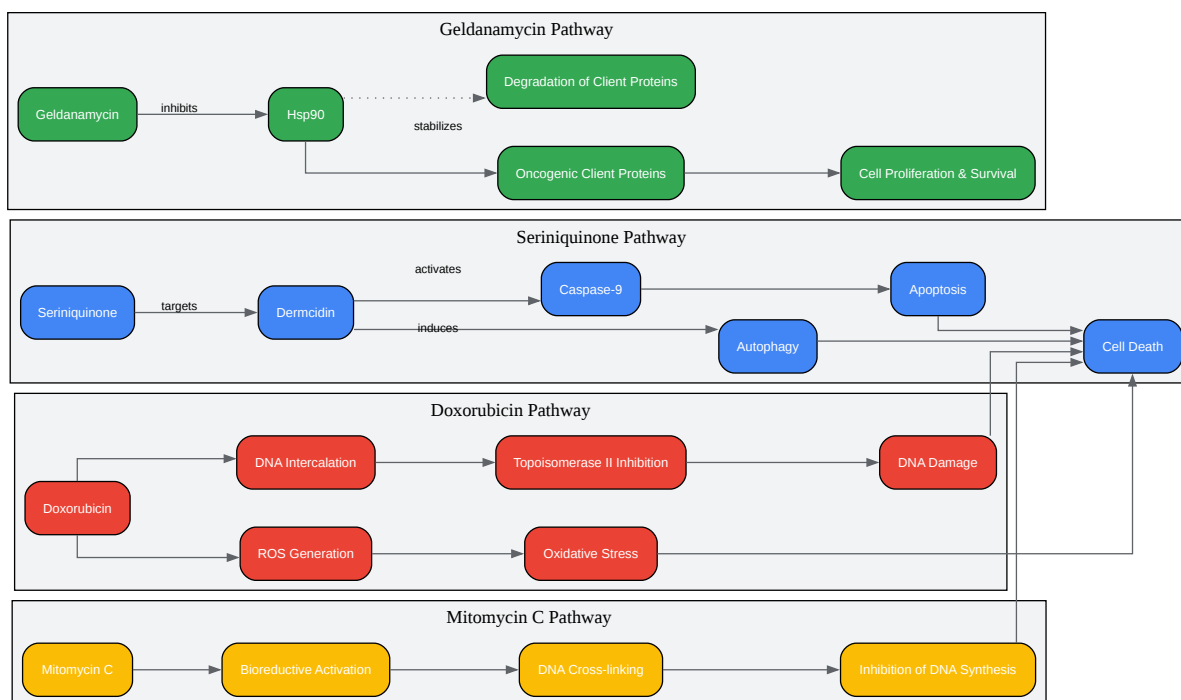 Geldanamycin Pathway
Degradation of Client Proteins
Geldanamycin
inhibits
Hsp90
stabilizes
Oncogenic Client Proteins
Cell Proliferation & Survival
Seriniquinone Pathway
activates
Caspase-9
Apoptosis
Seriniquinone
targets
Dermcidin
induces
Autophagy
Cell Death
Doxorubicin Pathway
DNA Intercalation
Topoisomerase II Inhibition
DNA Damage
Doxorubicin
ROS Generation
Oxidative Stress
Mitomycin C Pathway
Mitomycin C
Bioreductive Activation
DNA Cross-linking
Inhibition of DNA Synthesis